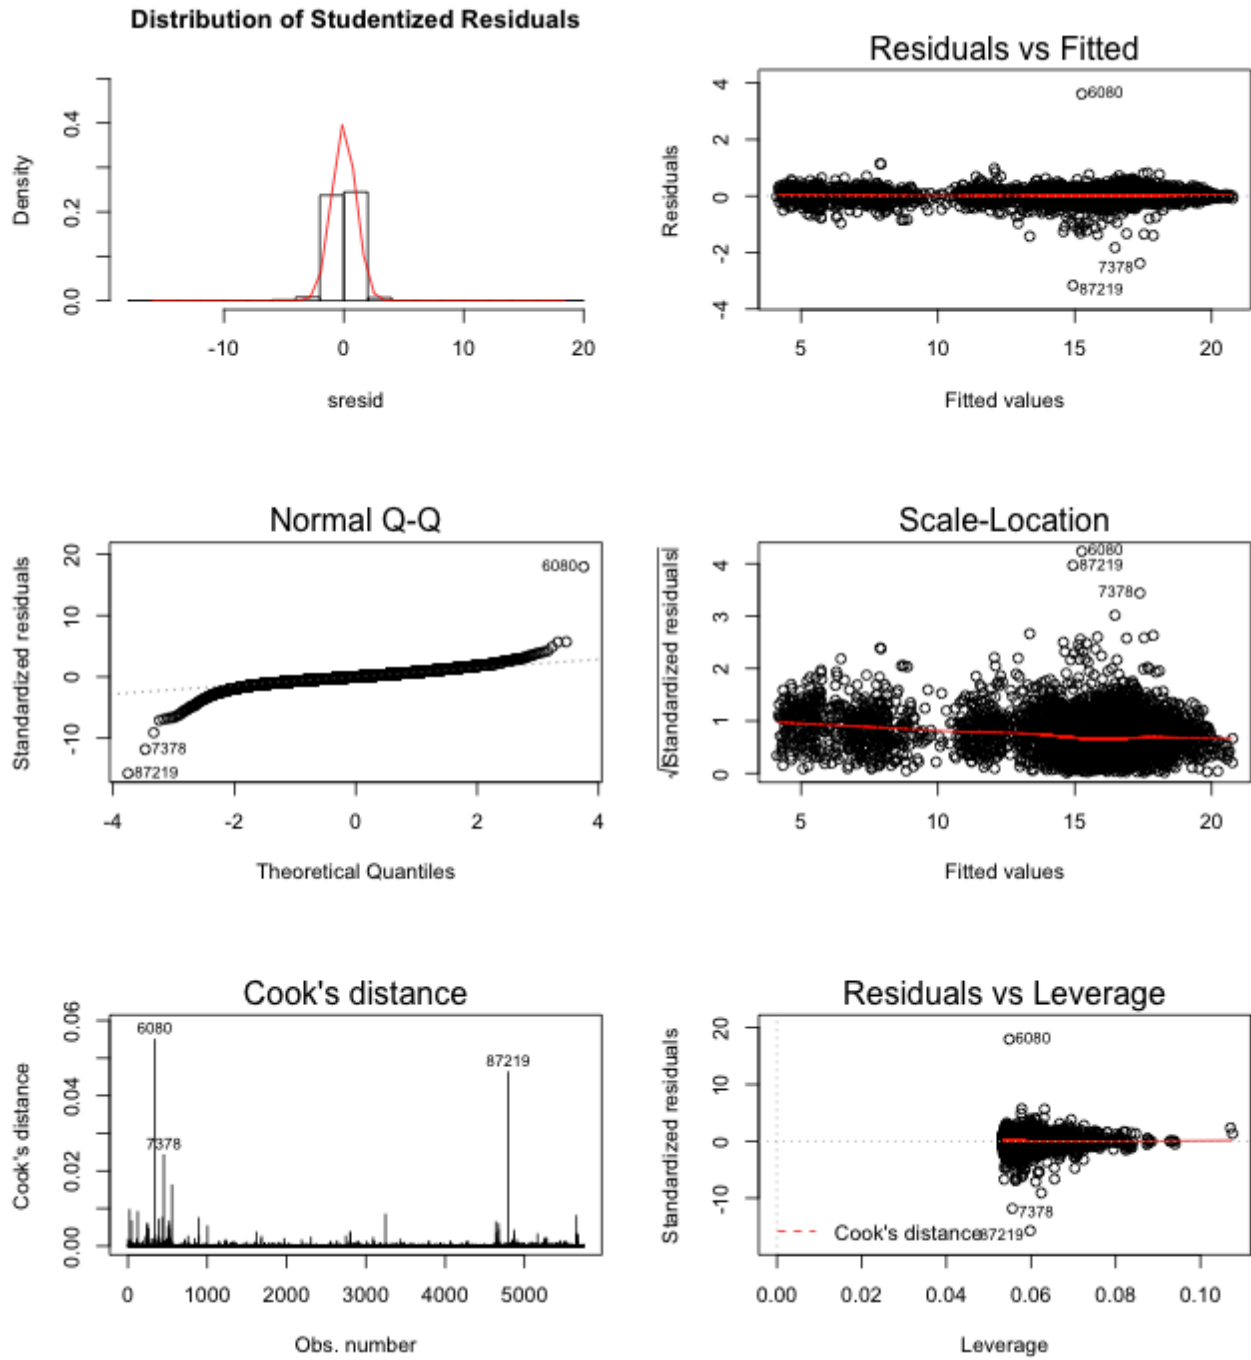 Distribution of Studentized Residuals
Density
0.0 0.2 0.4
-10 0 10 20
sresid
Residuals vs Fitted
Residuals
-4 -2 0 2 4
6080
7378
87219
5 10 15 20
Fitted values
Normal Q-Q
Standardized residuals
-10 0 10 20
6080
7378
87219
-4 -2 0 2 4
Theoretical Quantiles
Scale-Location
√|Standardized residuals|
0 1 2 3 4
6080
87219
7378
5 10 15 20
Fitted values
Cook's distance
Cook's distance
0.00 0.02 0.04 0.06
6080
7378
87219
0 1000 2000 3000 4000 5000
Obs. number
Residuals vs Leverage
Standardized residuals
-10 0 10 20
6080
7378
87219
Cook's distance
0.00 0.02 0.04 0.06 0.08 0.10
Leverage